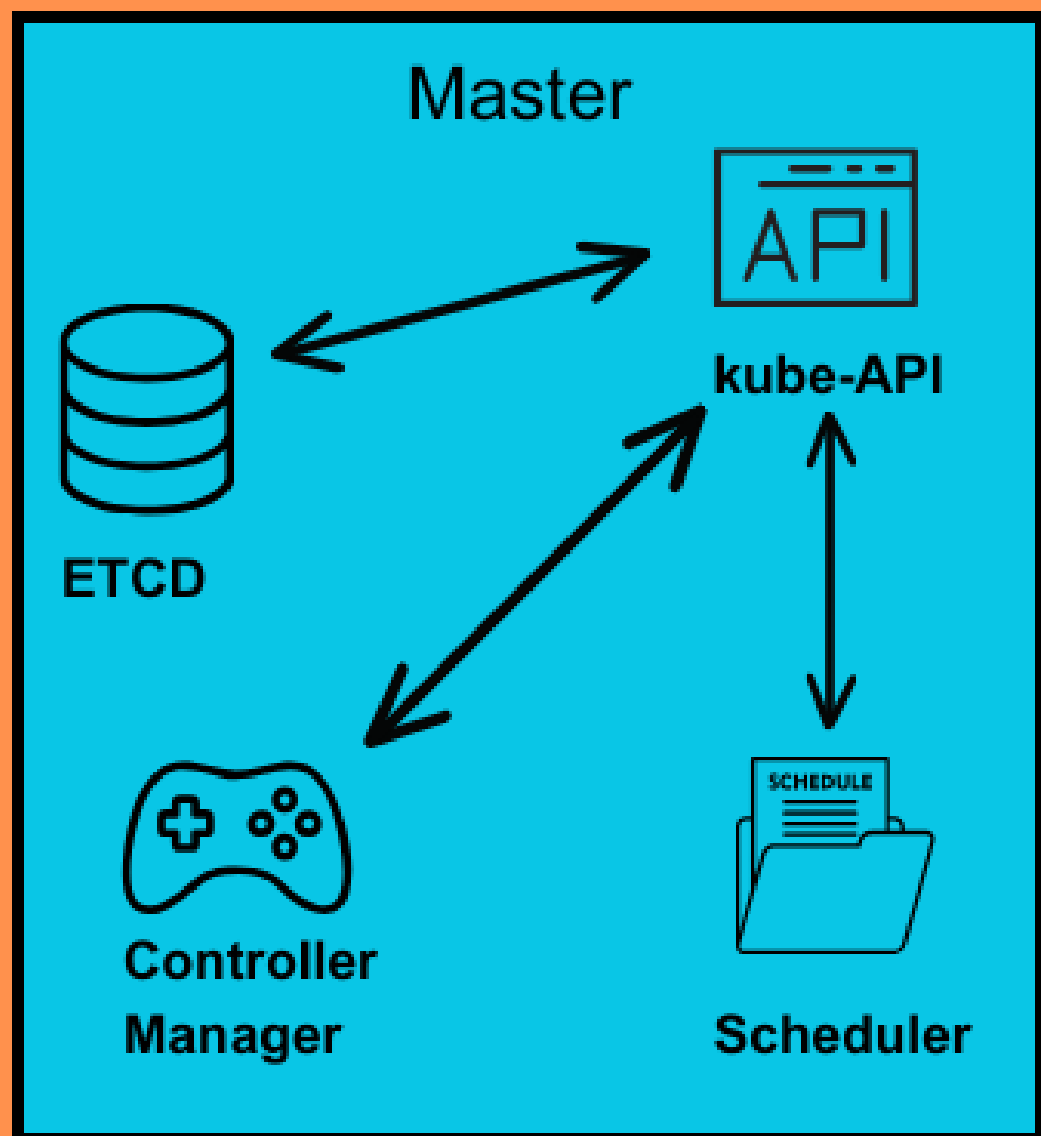 Master
API
kube-API
ETCD
SCHEDULE
Controller
Manager
Scheduler